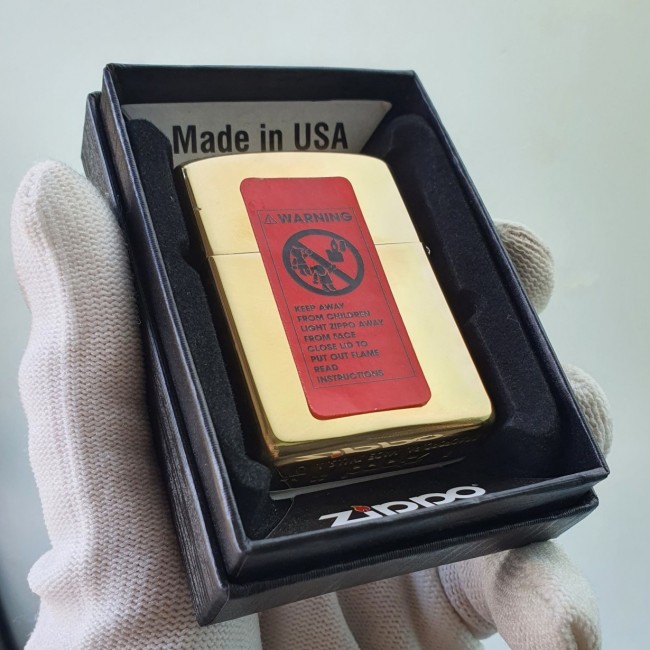 Made in USA
⚠ WARNING
KEEP AWAY
FROM CHILDREN
LIGHT ZIPPO AWAY
FROM FACE
CLOSE LID TO
PUT OUT FLAME
READ
INSTRUCTIONS
Zippo